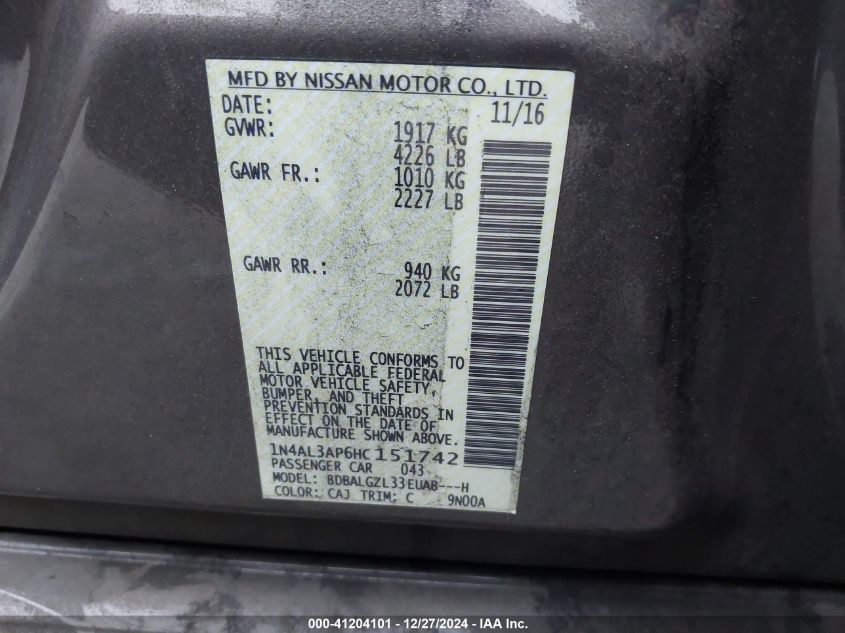 MFD BY NISSAN MOTOR CO., LTD.
DATE: 11/16
GVWR: 1917 KG
4226 LB
GAWR FR.: 1010 KG
2227 LB
GAWR RR.: 940 KG
2072 LB
THIS VEHICLE CONFORMS TO
ALL APPLICABLE FEDERAL
MOTOR VEHICLE SAFETY,
BUMPER, AND THEFT
PREVENTION STANDARDS IN
EFFECT ON THE DATE OF
MANUFACTURE SHOWN ABOVE.
1N4AL3AP6HC151742
PASSENGER CAR 043
MODEL: BDBALGZL33EUAB---H
COLOR: CAJ TRIM: C 9N00A
000-41204101 - 12/27/2024 - IAA Inc.